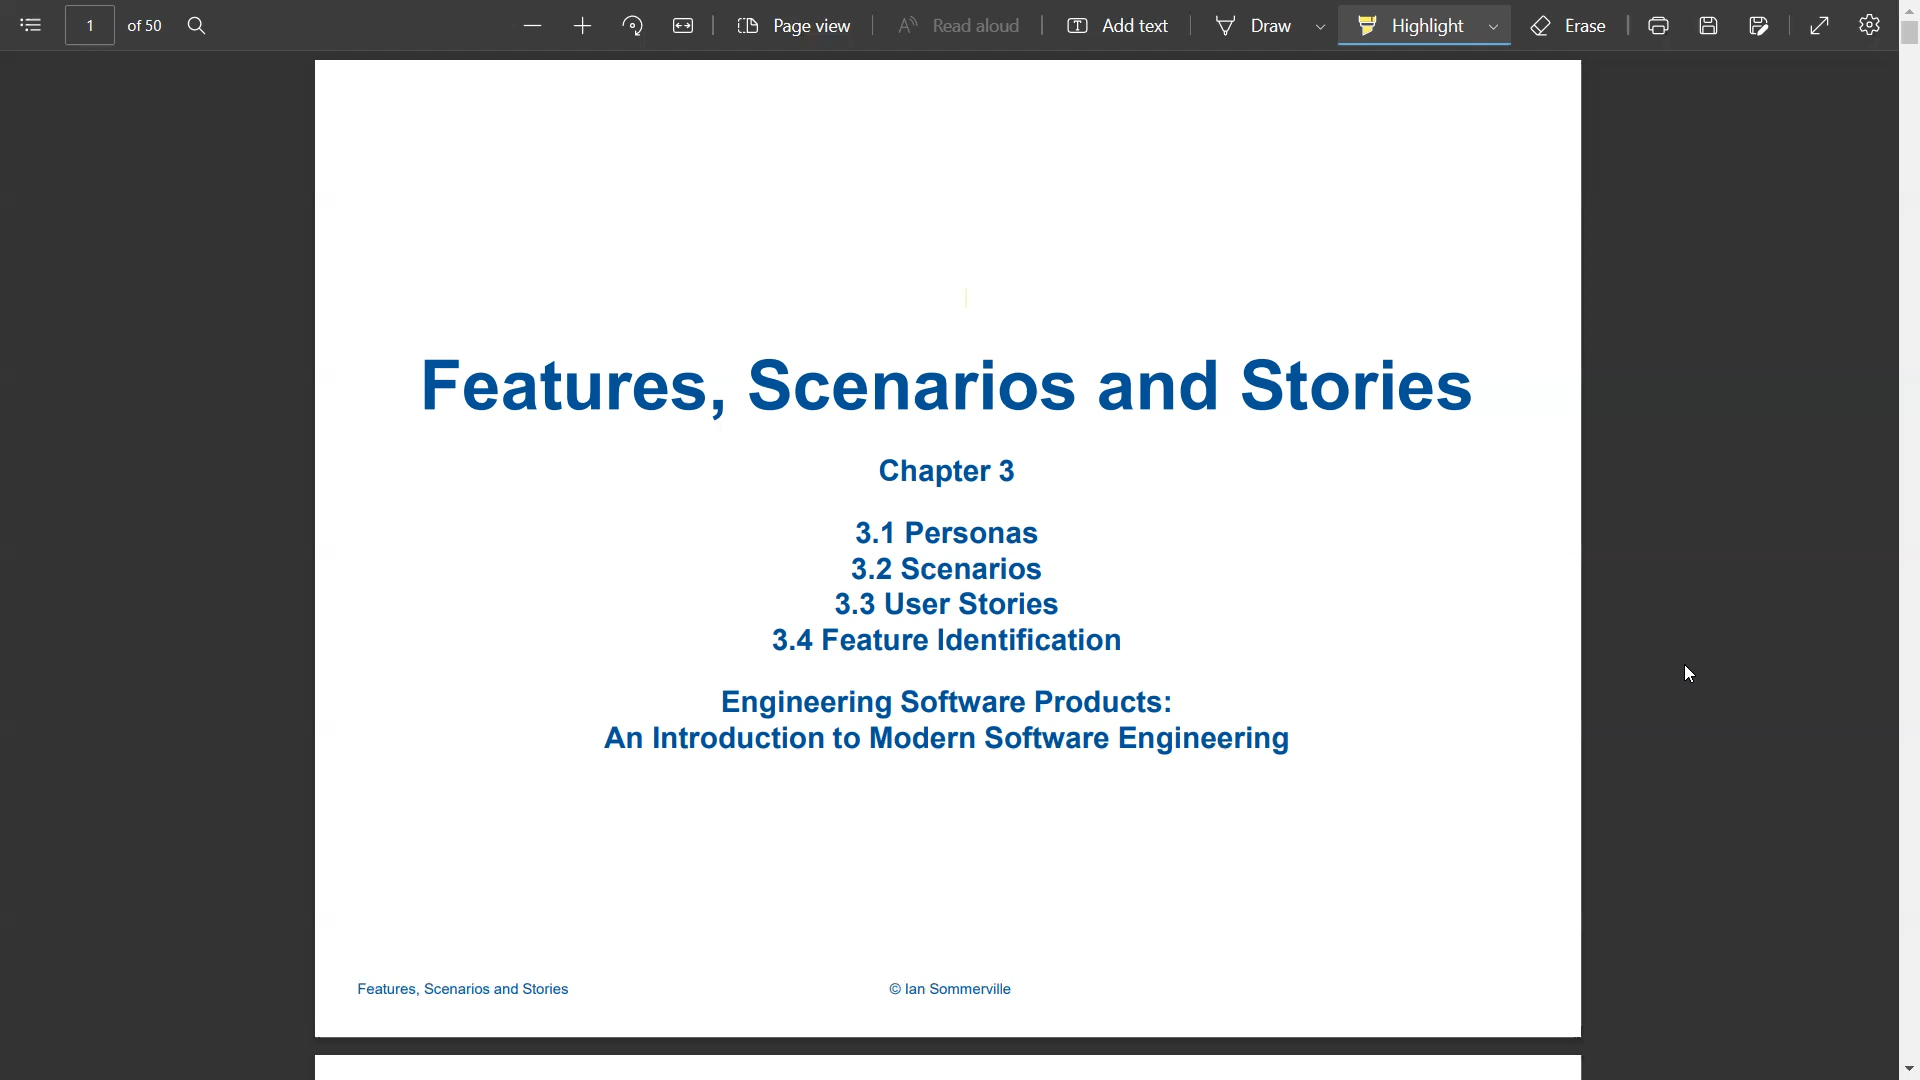 1 of 50 Page view Read aloud Add text Draw Highlight Erase
Features, Scenarios and Stories
Chapter 3
3.1 Personas
3.2 Scenarios
3.3 User Stories
3.4 Feature Identification
Engineering Software Products:
An Introduction to Modern Software Engineering
Features, Scenarios and Stories © Ian Sommerville